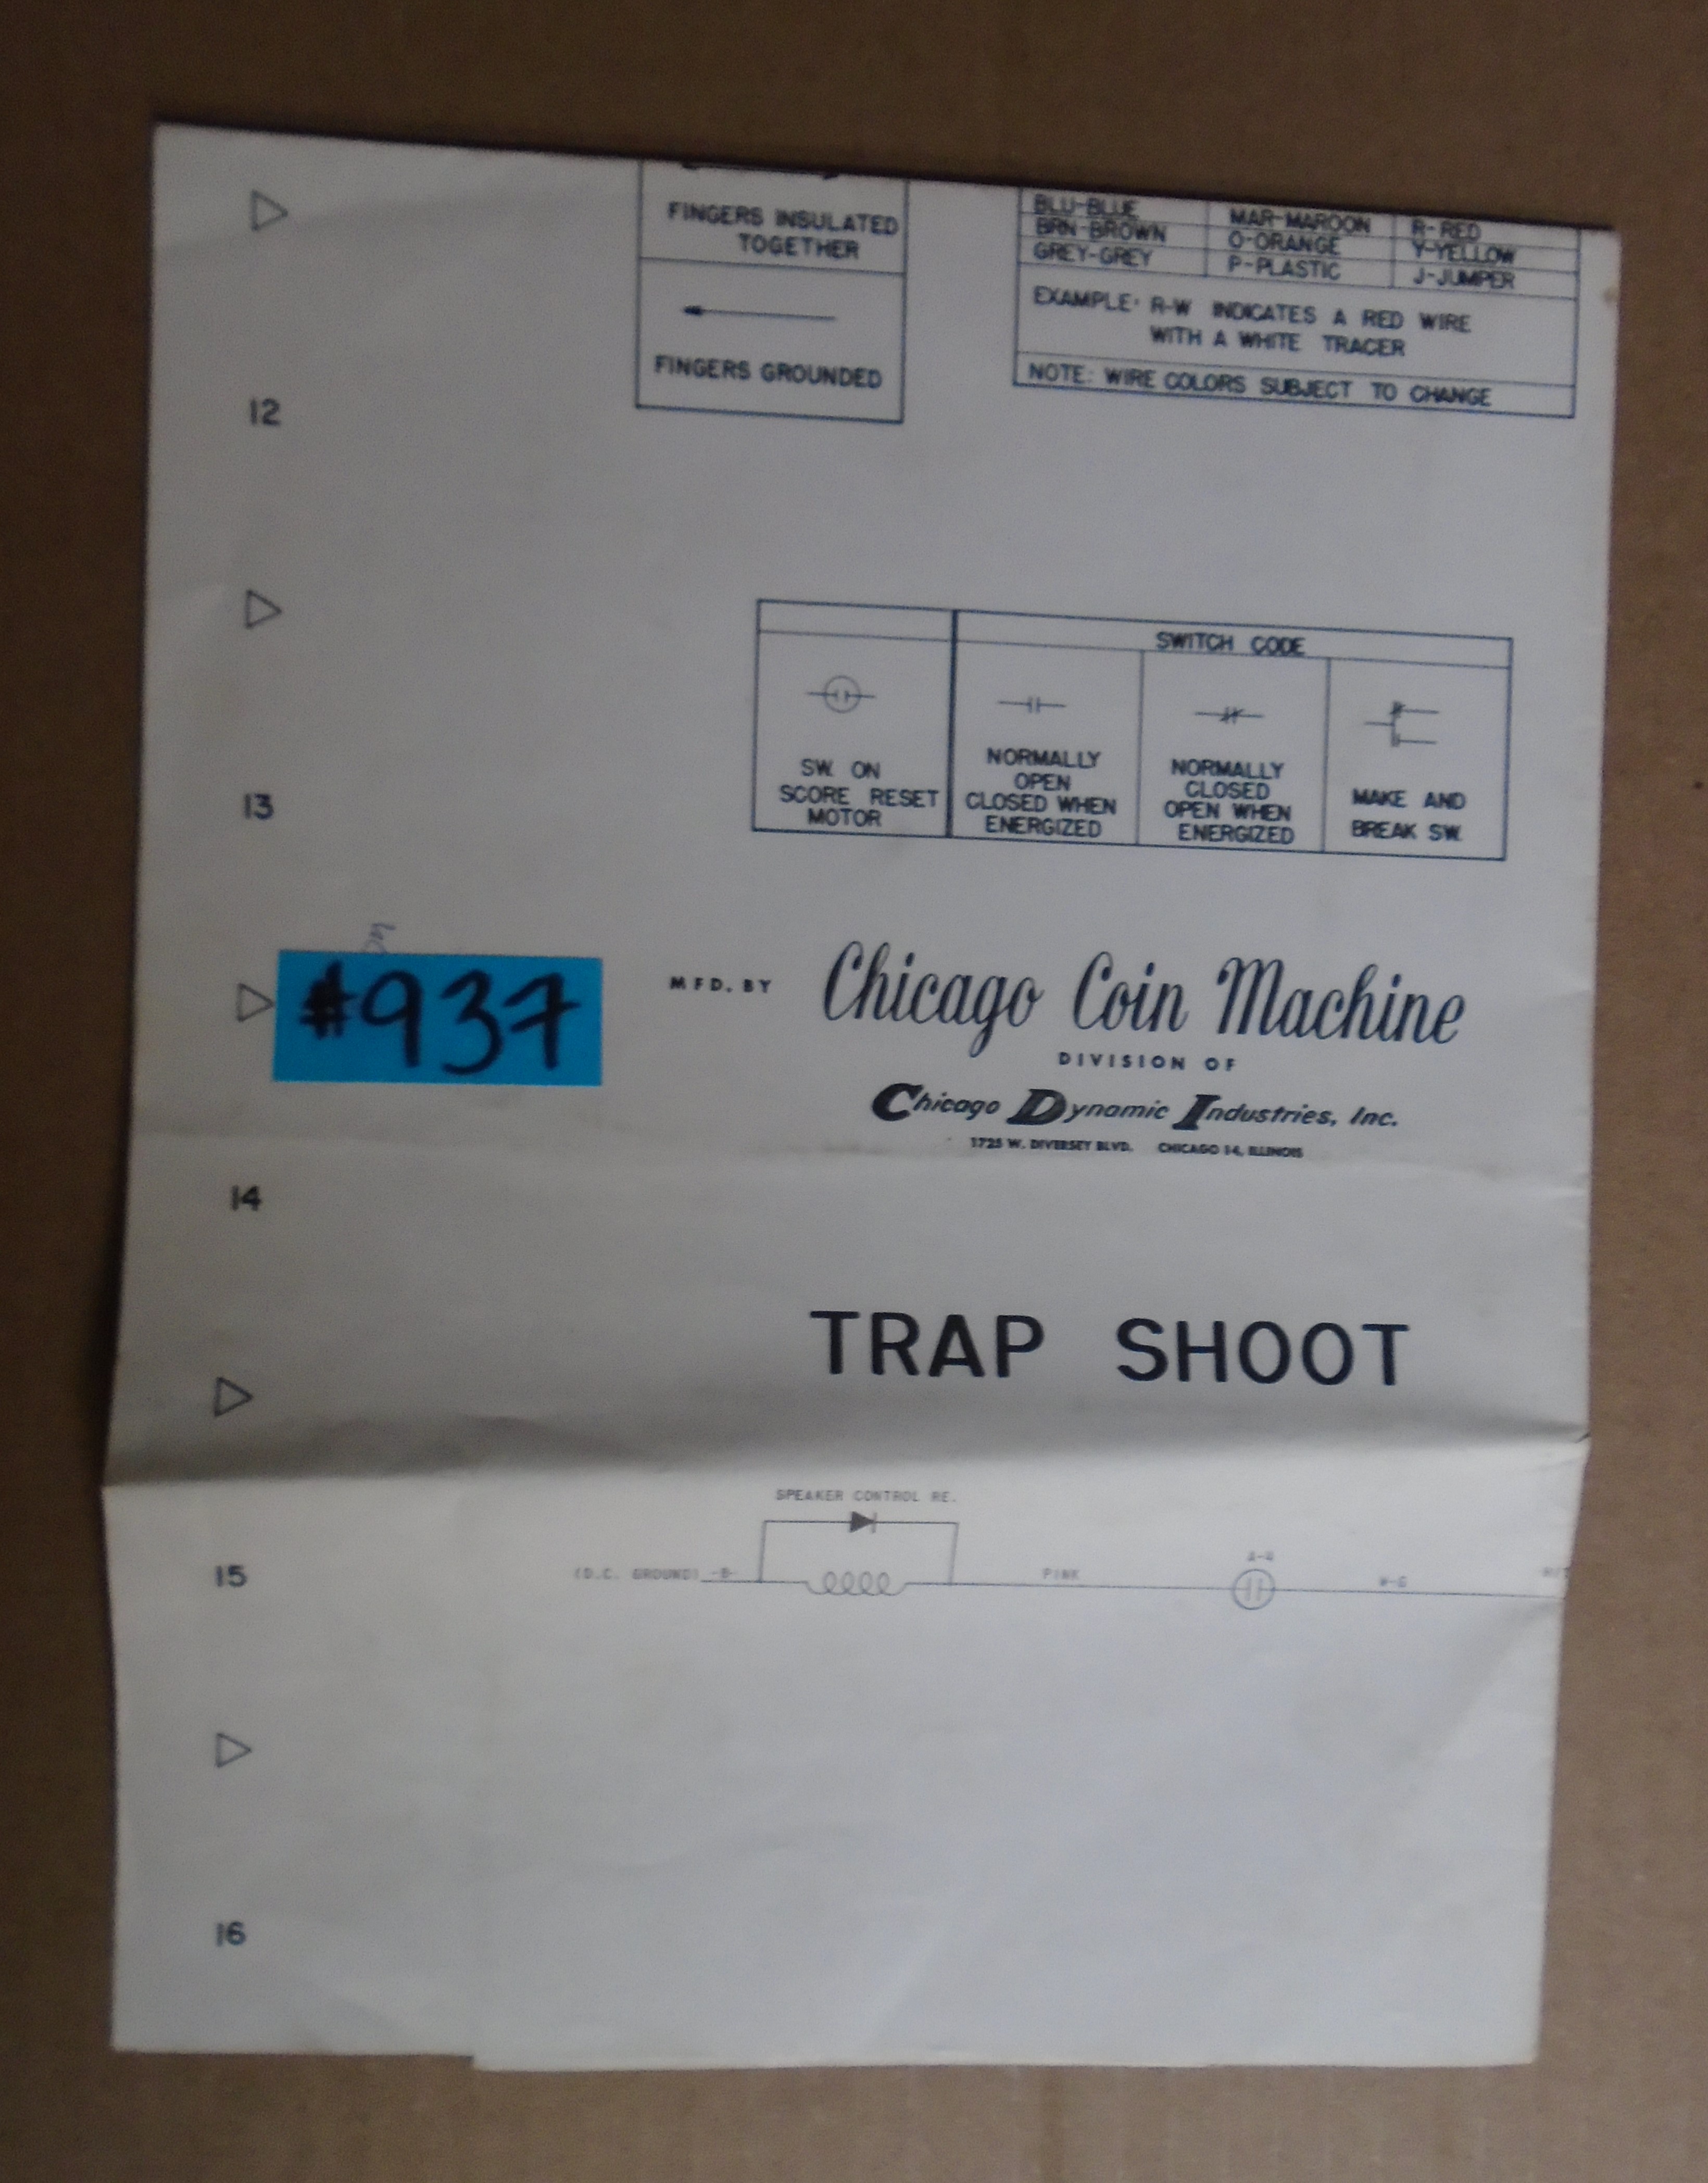 FINGERS INSULATED
TOGETHER
FINGERS GROUNDED
BLU-BLUE MAR-MAROON R-RED
BRN-BROWN O-ORANGE Y-YELLOW
GREY-GREY P-PLASTIC J-JUMPER
EXAMPLE: R-W INDICATES A RED WIRE
WITH A WHITE TRACER
NOTE: WIRE COLORS SUBJECT TO CHANGE
12
SWITCH CODE
SW. ON
SCORE RESET
MOTOR
NORMALLY
OPEN
CLOSED WHEN
ENERGIZED
NORMALLY
CLOSED
OPEN WHEN
ENERGIZED
MAKE AND
BREAK SW.
13
#937
MFD. BY Chicago Coin Machine
DIVISION OF
Chicago Dynamic Industries, Inc.
1725 W. DIVERSEY BLVD. CHICAGO 14, ILLINOIS
14
TRAP SHOOT
SPEAKER CONTROL RE.
15
(D.C. GROUND) -B- PINK A-4 W-G
16